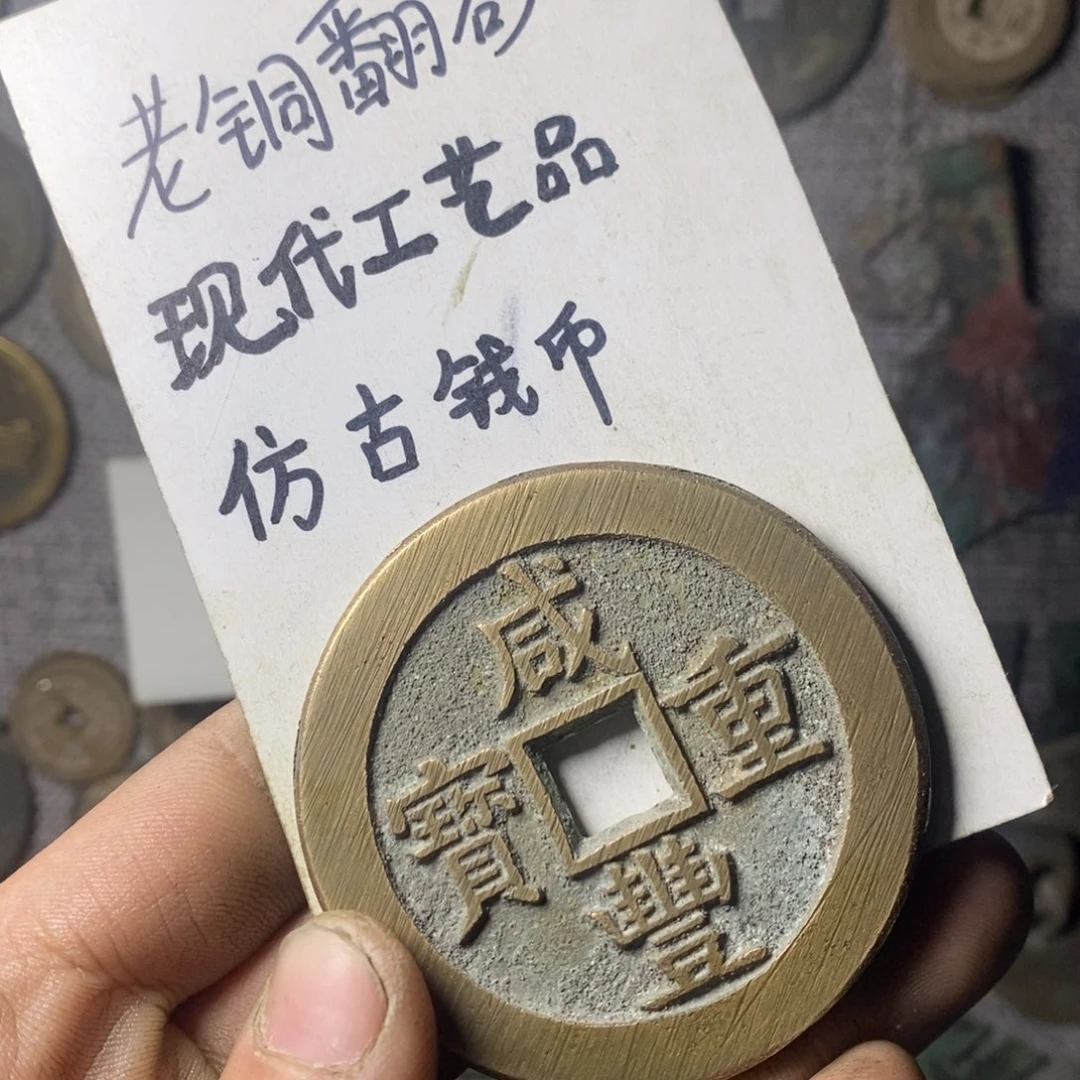 老铜翻砂
现代工艺品
仿古钱币
咸豐重寶